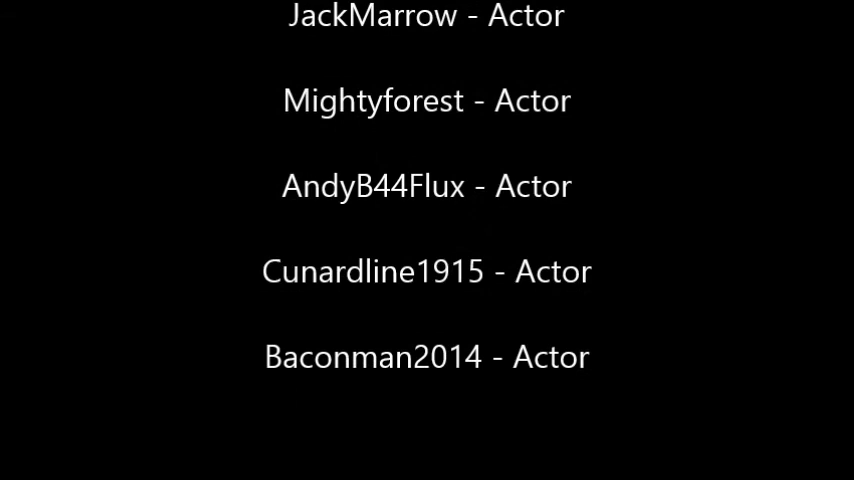 JackMarrow - Actor
Mightyforest - Actor
AndyB44Flux - Actor
Cunardline1915 - Actor
Baconman2014 - Actor